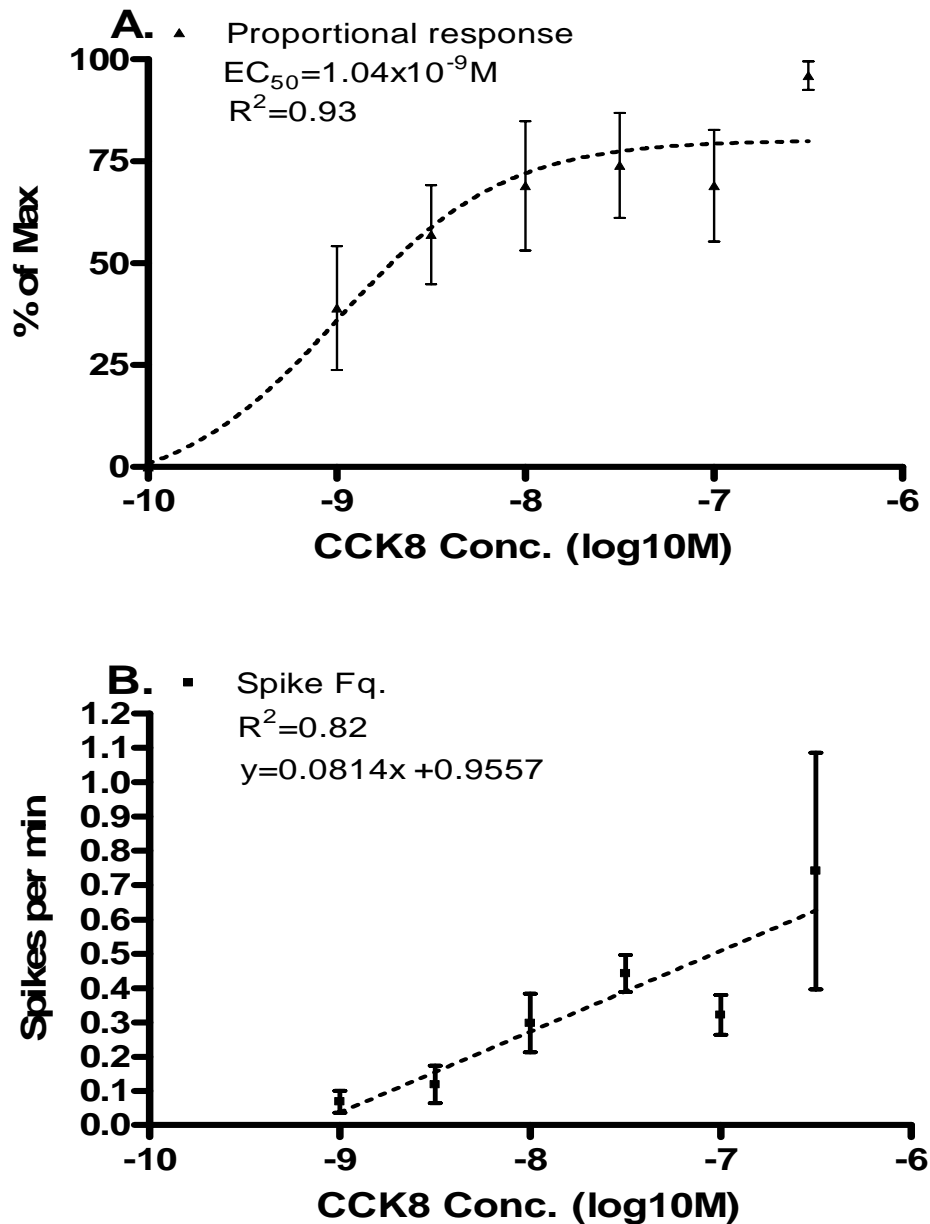 A. Proportional response
EC50=1.04x10-9M
R2=0.93
100
75
50
25
0
% of Max
-10 -9 -8 -7 -6
CCK8 Conc. (log10M)
B. Spike Fq.
R2=0.82
y=0.0814x +0.9557
1.2
1.1
1.0
0.9
0.8
0.7
0.6
0.5
0.4
0.3
0.2
0.1
0.0
Spikes per min
-10 -9 -8 -7 -6
CCK8 Conc. (log10M)